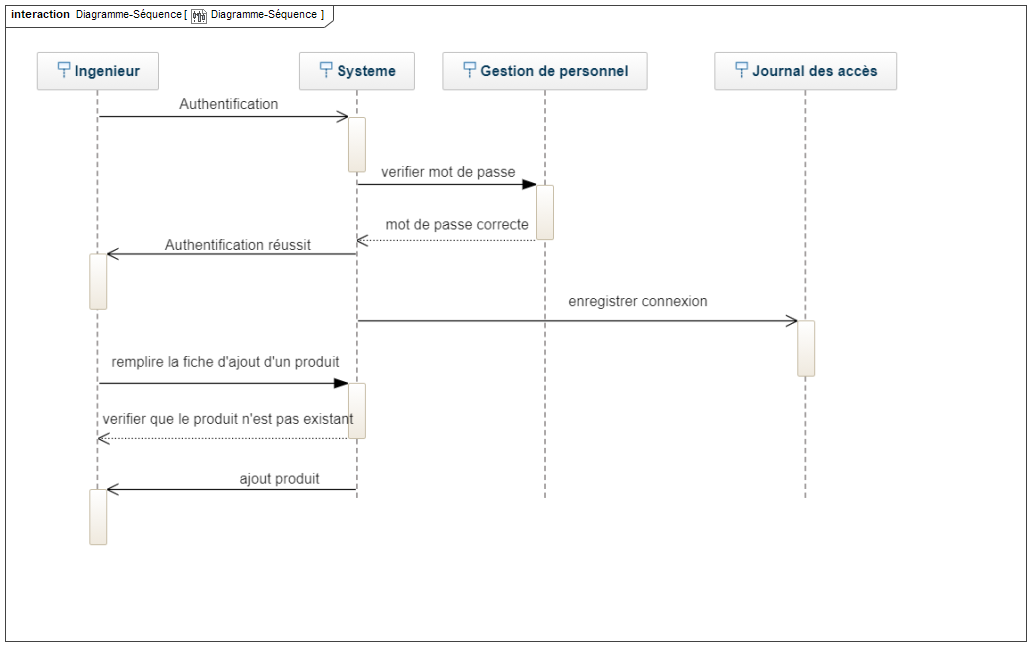 interaction Diagramme-Séquence [ Diagramme-Séquence ]
Ingenieur
Systeme
Gestion de personnel
Journal des accès
Authentification
verifier mot de passe
mot de passe correcte
Authentification réussit
enregistrer connexion
remplire la fiche d'ajout d'un produit
verifier que le produit n'est pas existant
ajout produit